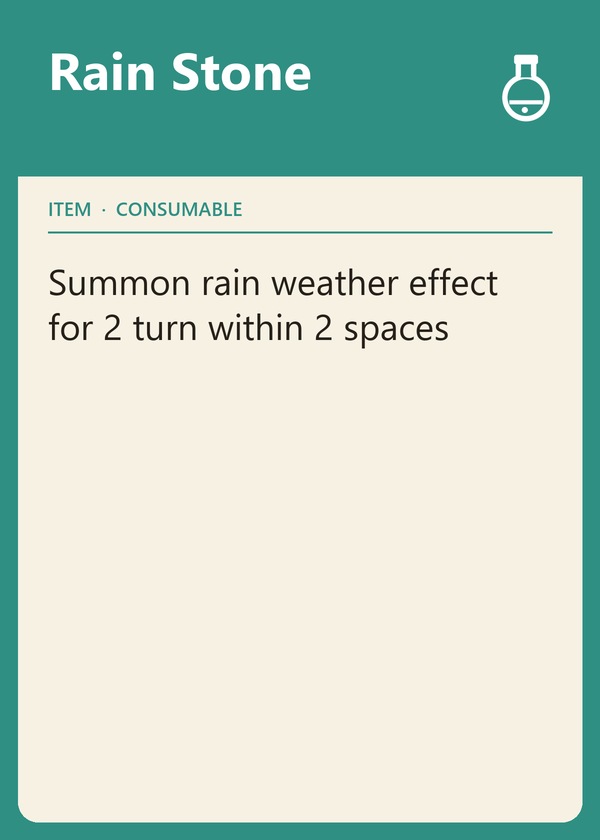 Rain Stone
ITEM · CONSUMABLE
Summon rain weather effect
for 2 turn within 2 spaces